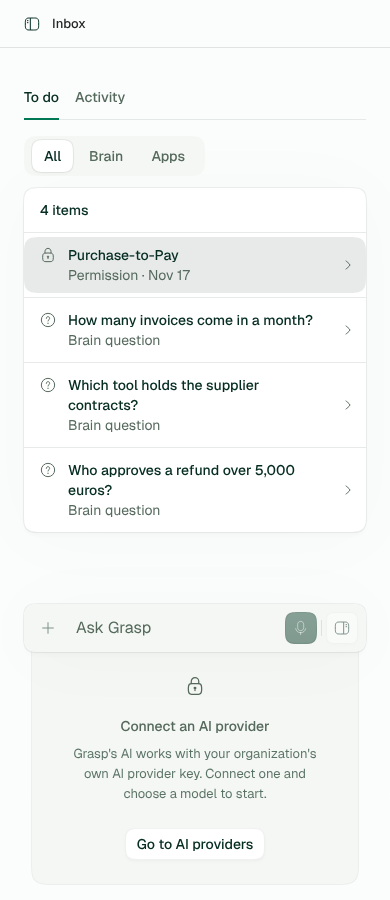 Inbox
To do
Activity
All
Brain
Apps
4 items
Purchase-to-Pay
Permission · Nov 17
How many invoices come in a month?
Brain question
Which tool holds the supplier
contracts?
Brain question
Who approves a refund over 5,000
euros?
Brain question
Ask Grasp
Connect an AI provider
Grasp's AI works with your organization's
own AI provider key. Connect one and
choose a model to start.
Go to AI providers